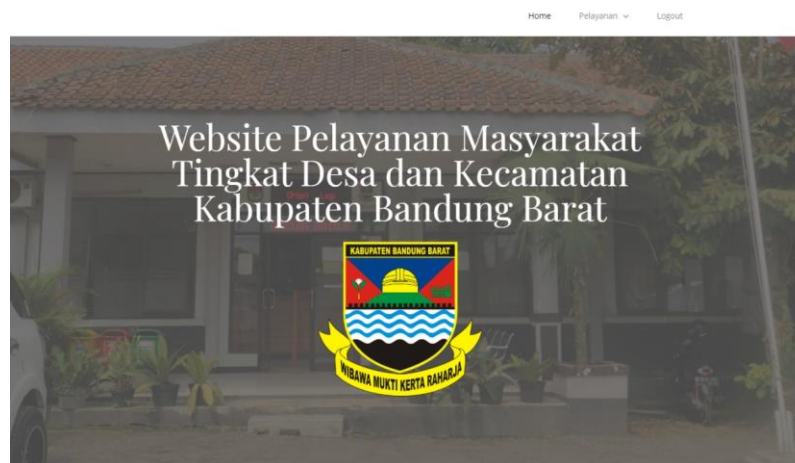 Home Pelayanan Logout
Website Pelayanan Masyarakat
Tingkat Desa dan Kecamatan
Kabupaten Bandung Barat
KABUPATEN BANDUNG BARAT
WIBAWA MUKTI KERTA RAHARJA